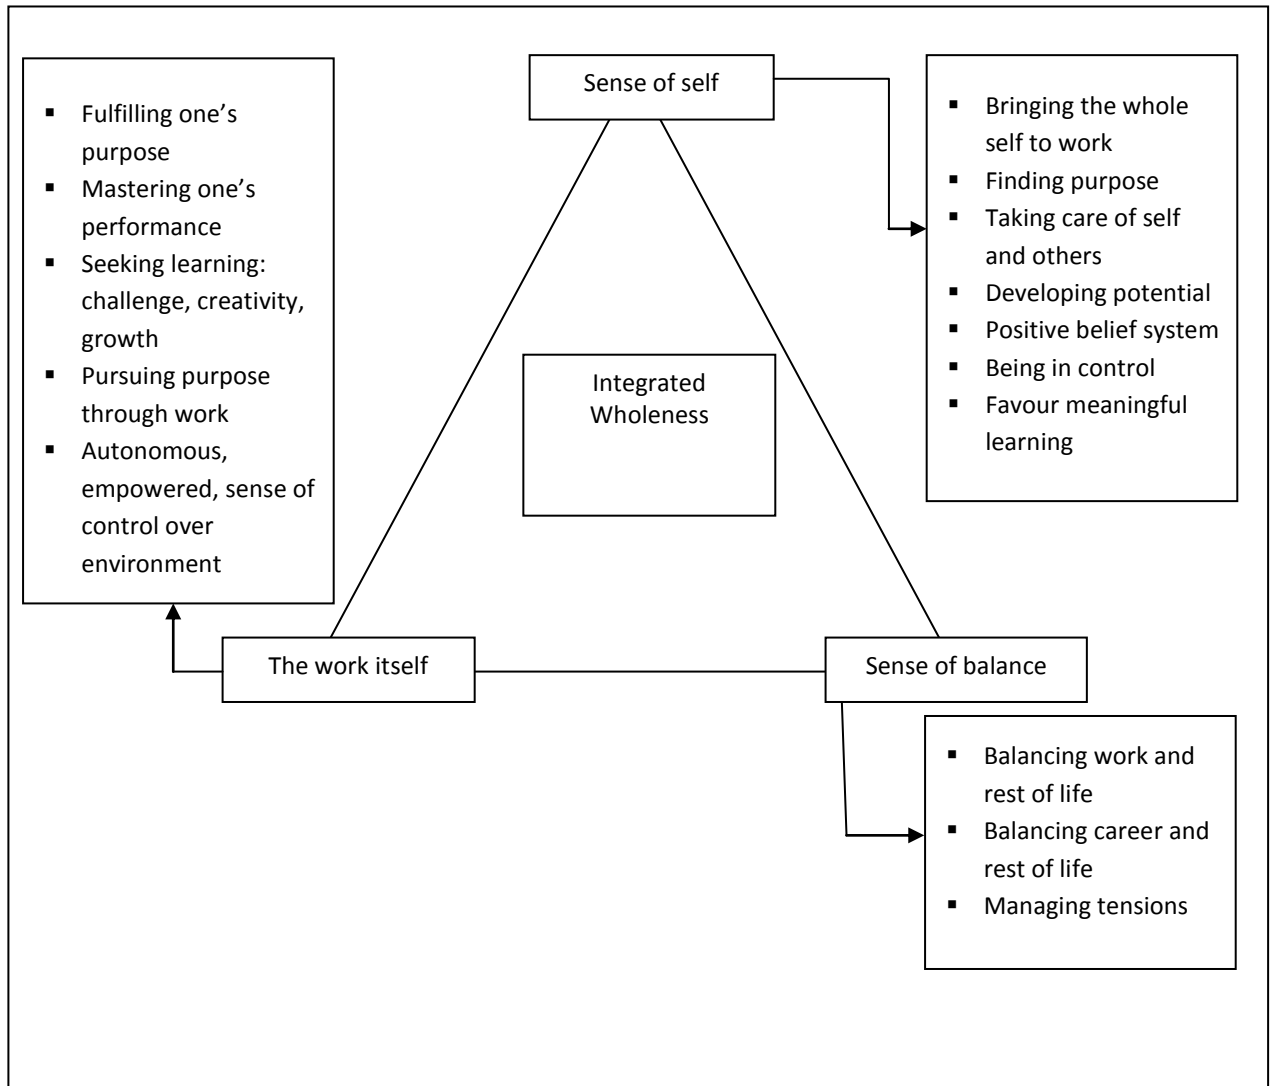 Sense of self
▪ Fulfilling one’s
purpose
▪ Mastering one’s
performance
▪ Seeking learning:
challenge, creativity,
growth
▪ Pursuing purpose
through work
▪ Autonomous,
empowered, sense of
control over
environment
▪ Bringing the whole
self to work
▪ Finding purpose
▪ Taking care of self
and others
▪ Developing potential
▪ Positive belief system
▪ Being in control
▪ Favour meaningful
learning
Integrated
Wholeness
The work itself
Sense of balance
▪ Balancing work and
rest of life
▪ Balancing career and
rest of life
▪ Managing tensions